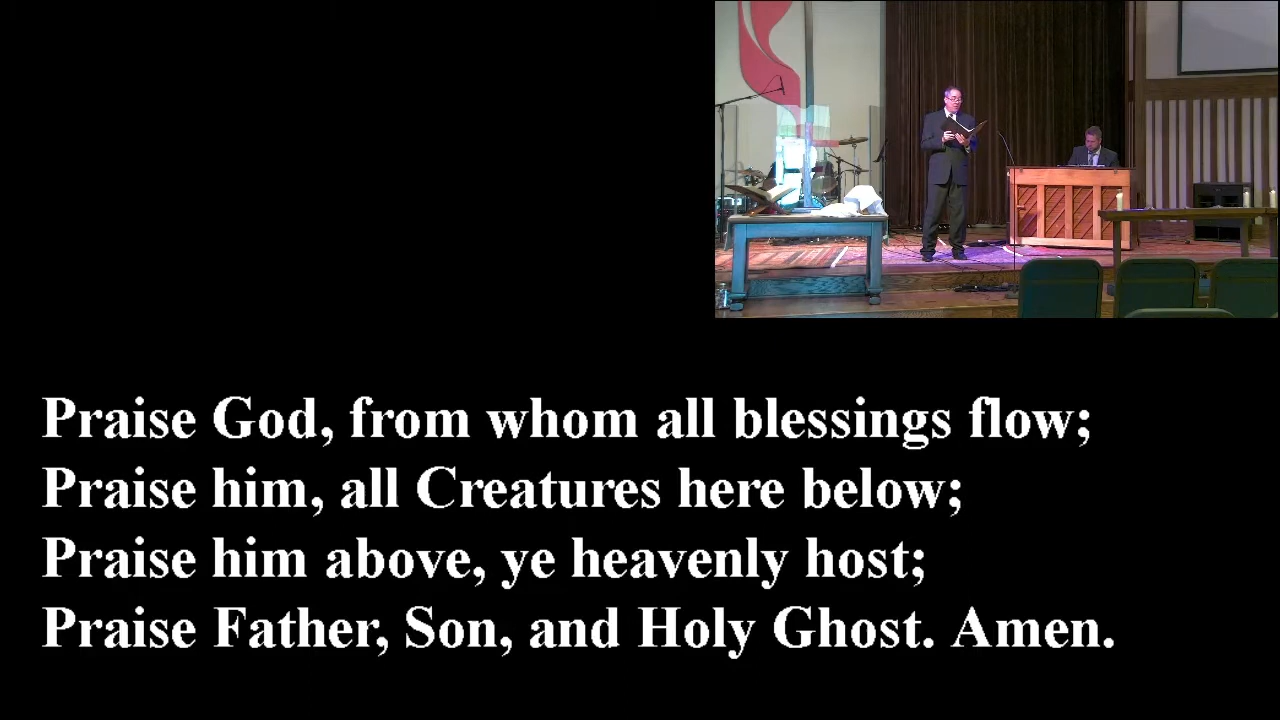 Praise God, from whom all blessings flow;
Praise him, all Creatures here below;
Praise him above, ye heavenly host;
Praise Father, Son, and Holy Ghost. Amen.